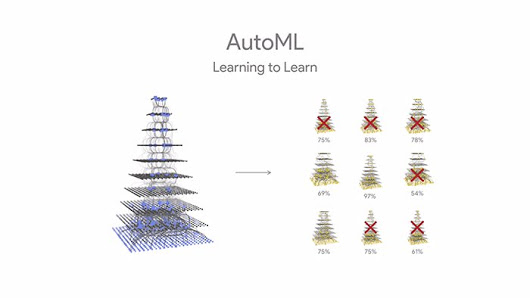 AutoML
Learning to Learn
75% 83% 78%
69% 97% 54%
75% 75% 61%